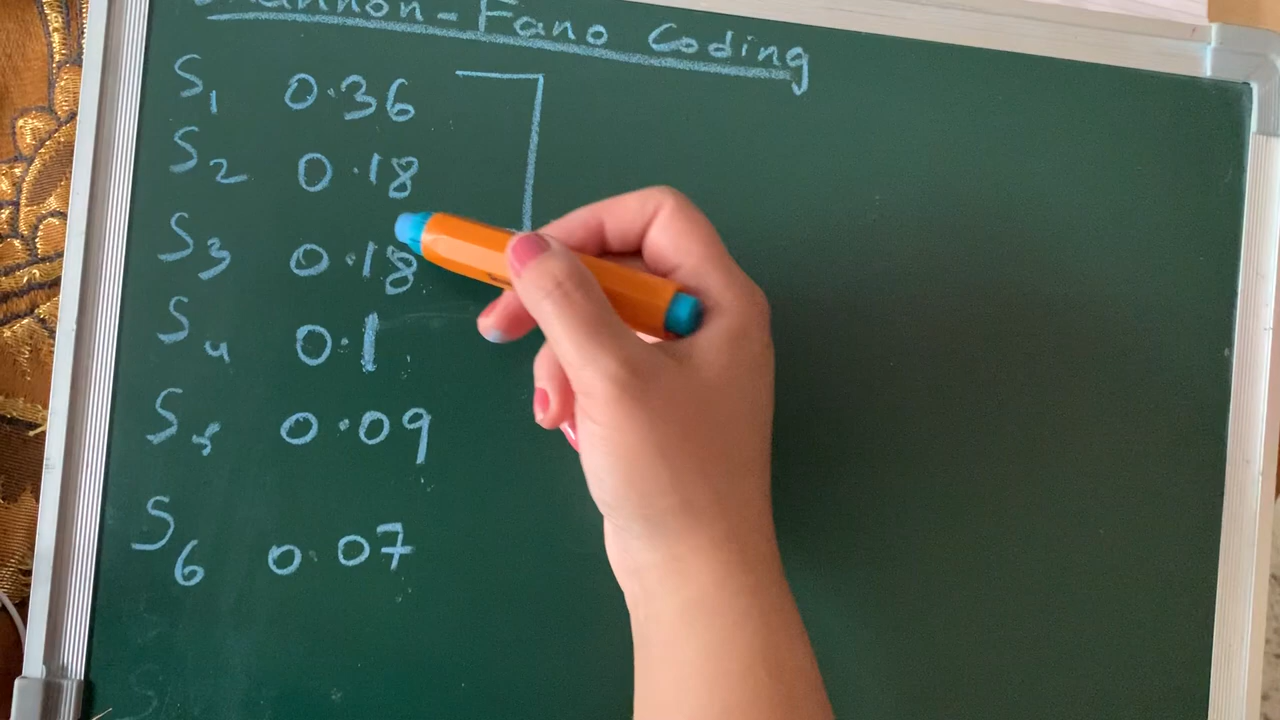 Shannon-Fano Coding
S1 0.36
S2 0.18
S3 0.18
S4 0.1
S5 0.09
S6 0.07